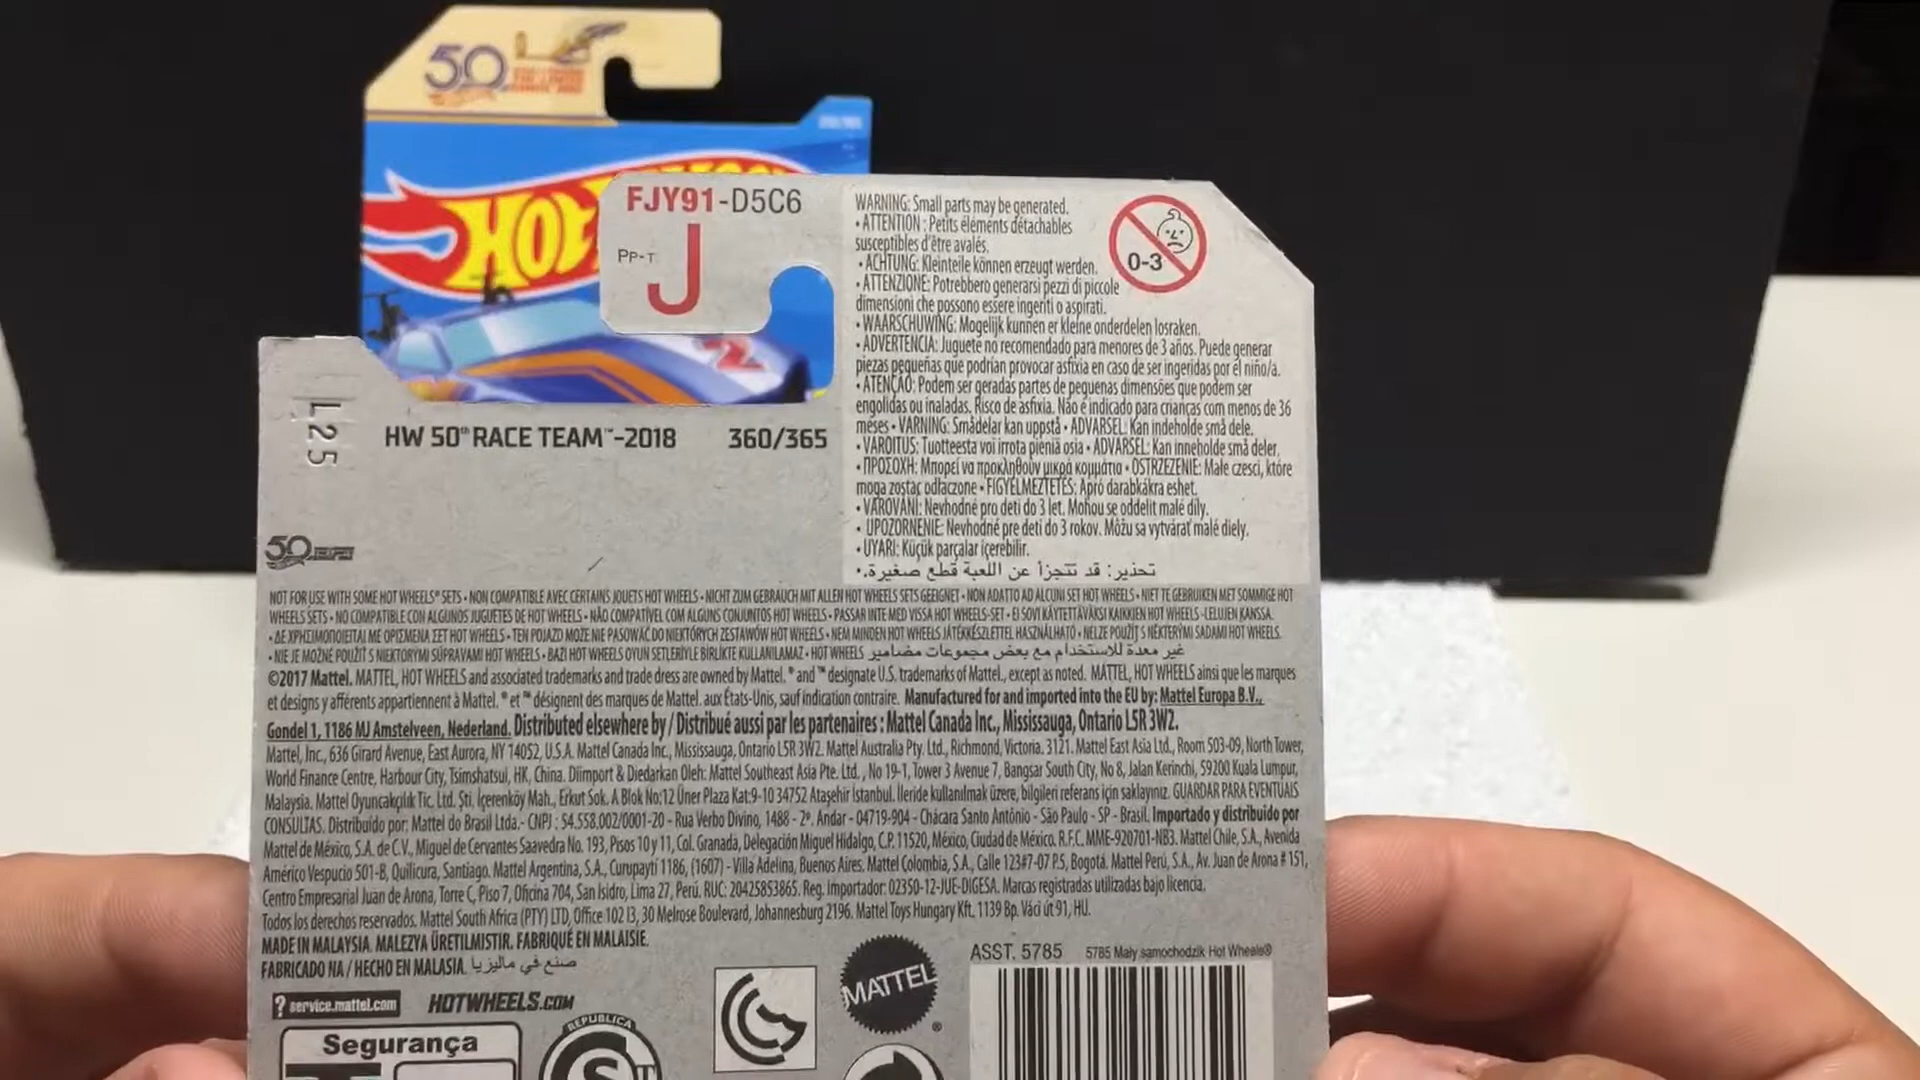 50
HOT
2
FJY91-D5C6
PP-T J
L25
HW 50th RACE TEAM™-2018 360/365
50
WARNING: Small parts may be generated.
• ATTENTION : Petits éléments détachables
susceptibles d'être avalés.
• ACHTUNG: Kleinteile können erzeugt werden.
• ATTENZIONE: Potrebbero generarsi pezzi di piccole
dimensioni che possono essere ingeriti o aspirati.
• WAARSCHUWING: Mogelijk kunnen er kleine onderdelen losraken.
• ADVERTENCIA: Juguete no recomendado para menores de 3 años. Puede generar
piezas pequeñas que podrían provocar asfixia en caso de ser ingeridas por el niño/a.
• ATENÇÃO: Podem ser geradas partes de pequenas dimensões que podem ser
engolidas ou inaladas. Risco de asfixia. Não é indicado para crianças com menos de 36
meses • VARNING: Smådelar kan uppstå • ADVARSEL: Kan indeholde små dele.
• VAROITUS: Tuotteesta voi irrota pieniä osia • ADVARSEL: Kan inneholde små deler.
• ΠΡΟΣΟΧΗ: Μπορεί να προκληθούν μικρά κομμάτια • OSTRZEŻENIE: Małe części, które
mogą zostać odłączone • FIGYELMEZTETÉS: Apró darabkákra eshet.
• VAROVÁNÍ: Nevhodné pro děti do 3 let. Mohou se oddělit malé díly.
• UPOZORNENIE: Nevhodné pre deti do 3 rokov. Môžu sa vytvárať malé diely.
• UYARI: Küçük parçalar içerebilir.
تحذير: قد تتجزأ عن اللعبة قطع صغيرة.•
0-3
NOT FOR USE WITH SOME HOT WHEELS® SETS • NON COMPATIBLE AVEC CERTAINS JOUETS HOT WHEELS • NICHT ZUM GEBRAUCH MIT ALLEN HOT WHEELS SETS GEEIGNET • NON ADATTO AD ALCUNI SET HOT WHEELS • NIET TE GEBRUIKEN MET SOMMIGE HOT
WHEELS SETS • NO COMPATIBLE CON ALGUNOS JUGUETES DE HOT WHEELS • NÃO COMPATÍVEL COM ALGUNS CONJUNTOS HOT WHEELS • PASSAR INTE MED VISSA HOT WHEELS-SET • EI SOVI KÄYTETTÄVÄKSI KAIKKIEN HOT WHEELS -LELUJEN KANSSA.
• ΔΕ ΧΡΗΣΙΜΟΠΟΙΕΙΤΑΙ ΜΕ ΟΡΙΣΜΕΝΑ ΣΕΤ HOT WHEELS • TEN POJAZD MOŻE NIE PASOWAĆ DO NIEKTÓRYCH ZESTAWÓW HOT WHEELS • NEM MINDEN HOT WHEELS JÁTÉKKÉSZLETTEL HASZNÁLHATÓ • NELZE POUŽÍT S NĚKTERÝMI SADAMI HOT WHEELS.
• NIE JE MOŽNÉ POUŽIŤ S NIEKTORÝMI SÚPRAVAMI HOT WHEELS • BAZI HOT WHEELS OYUN SETLERİYLE BİRLİKTE KULLANILAMAZ • HOT WHEELS غير معدة للاستخدام مع بعض مجموعات مضامير
©2017 Mattel. MATTEL, HOT WHEELS and associated trademarks and trade dress are owned by Mattel. ® and ™ designate U.S. trademarks of Mattel, except as noted. MATTEL, HOT WHEELS ainsi que les marques
et designs y afférents appartiennent à Mattel. ® et ™ désignent des marques de Mattel. aux États-Unis, sauf indication contraire. Manufactured for and imported into the EU by: Mattel Europa B.V.,
Gondel 1, 1186 MJ Amstelveen, Nederland. Distributed elsewhere by / Distribué aussi par les partenaires : Mattel Canada Inc., Mississauga, Ontario L5R 3W2.
Mattel, Inc., 636 Girard Avenue, East Aurora, NY 14052, U.S.A. Mattel Canada Inc., Mississauga, Ontario L5R 3W2. Mattel Australia Pty. Ltd., Richmond, Victoria. 3121. Mattel East Asia Ltd., Room 503-09, North Tower,
World Finance Centre, Harbour City, Tsimshatsui, HK, China. Diimport & Diedarkan Oleh: Mattel Southeast Asia Pte. Ltd. , No 19-1, Tower 3 Avenue 7, Bangsar South City, No 8, Jalan Kerinchi, 59200 Kuala Lumpur,
Malaysia. Mattel Oyuncakçılık Tic. Ltd. Şti. İçerenköy Mah., Erkut Sok. A Blok No:12 Üner Plaza Kat:9-10 34752 Ataşehir İstanbul. İleride kullanılmak üzere, bilgileri referans için saklayınız. GUARDAR PARA EVENTUAIS
CONSULTAS. Distribuído por: Mattel do Brasil Ltda.- CNPJ : 54.558.002/0001-20 - Rua Verbo Divino, 1488 - 2º. Andar - 04719-904 - Chácara Santo Antônio - São Paulo - SP - Brasil. Importado y distribuido por
Mattel de México, S.A. de C.V., Miguel de Cervantes Saavedra No. 193, Pisos 10 y 11, Col. Granada, Delegación Miguel Hidalgo, C.P. 11520, México, Ciudad de México. R.F.C. MME-920701-NB3. Mattel Chile, S.A., Avenida
Américo Vespucio 501-B, Quilicura, Santiago. Mattel Argentina, S.A., Curupaytí 1186, (1607) - Villa Adelina, Buenos Aires. Mattel Colombia, S.A., Calle 123#7-07 P.5, Bogotá. Mattel Perú, S.A., Av. Juan de Arona # 151,
Centro Empresarial Juan de Arona, Torre C, Piso 7, Oficina 704, San Isidro, Lima 27, Perú. RUC: 20425853865. Reg. Importador: 02350-12-JUE-DIGESA. Marcas registradas utilizadas bajo licencia.
Todos los derechos reservados. Mattel South Africa (PTY) LTD, Office 102 I3, 30 Melrose Boulevard, Johannesburg 2196. Mattel Toys Hungary Kft. 1139 Bp. Váci út 91, HU.
MADE IN MALAYSIA. MALEZYA ÜRETİLMİŞTİR. FABRIQUÉ EN MALAISIE.
FABRICADO NA / HECHO EN MALASIA. صنع في ماليزيا
? service.mattel.com HOTWHEELS.COM
Segurança
REPUBLICA
S
MATTEL®
ASST. 5785 5785 Mały samochodzik Hot Wheels®